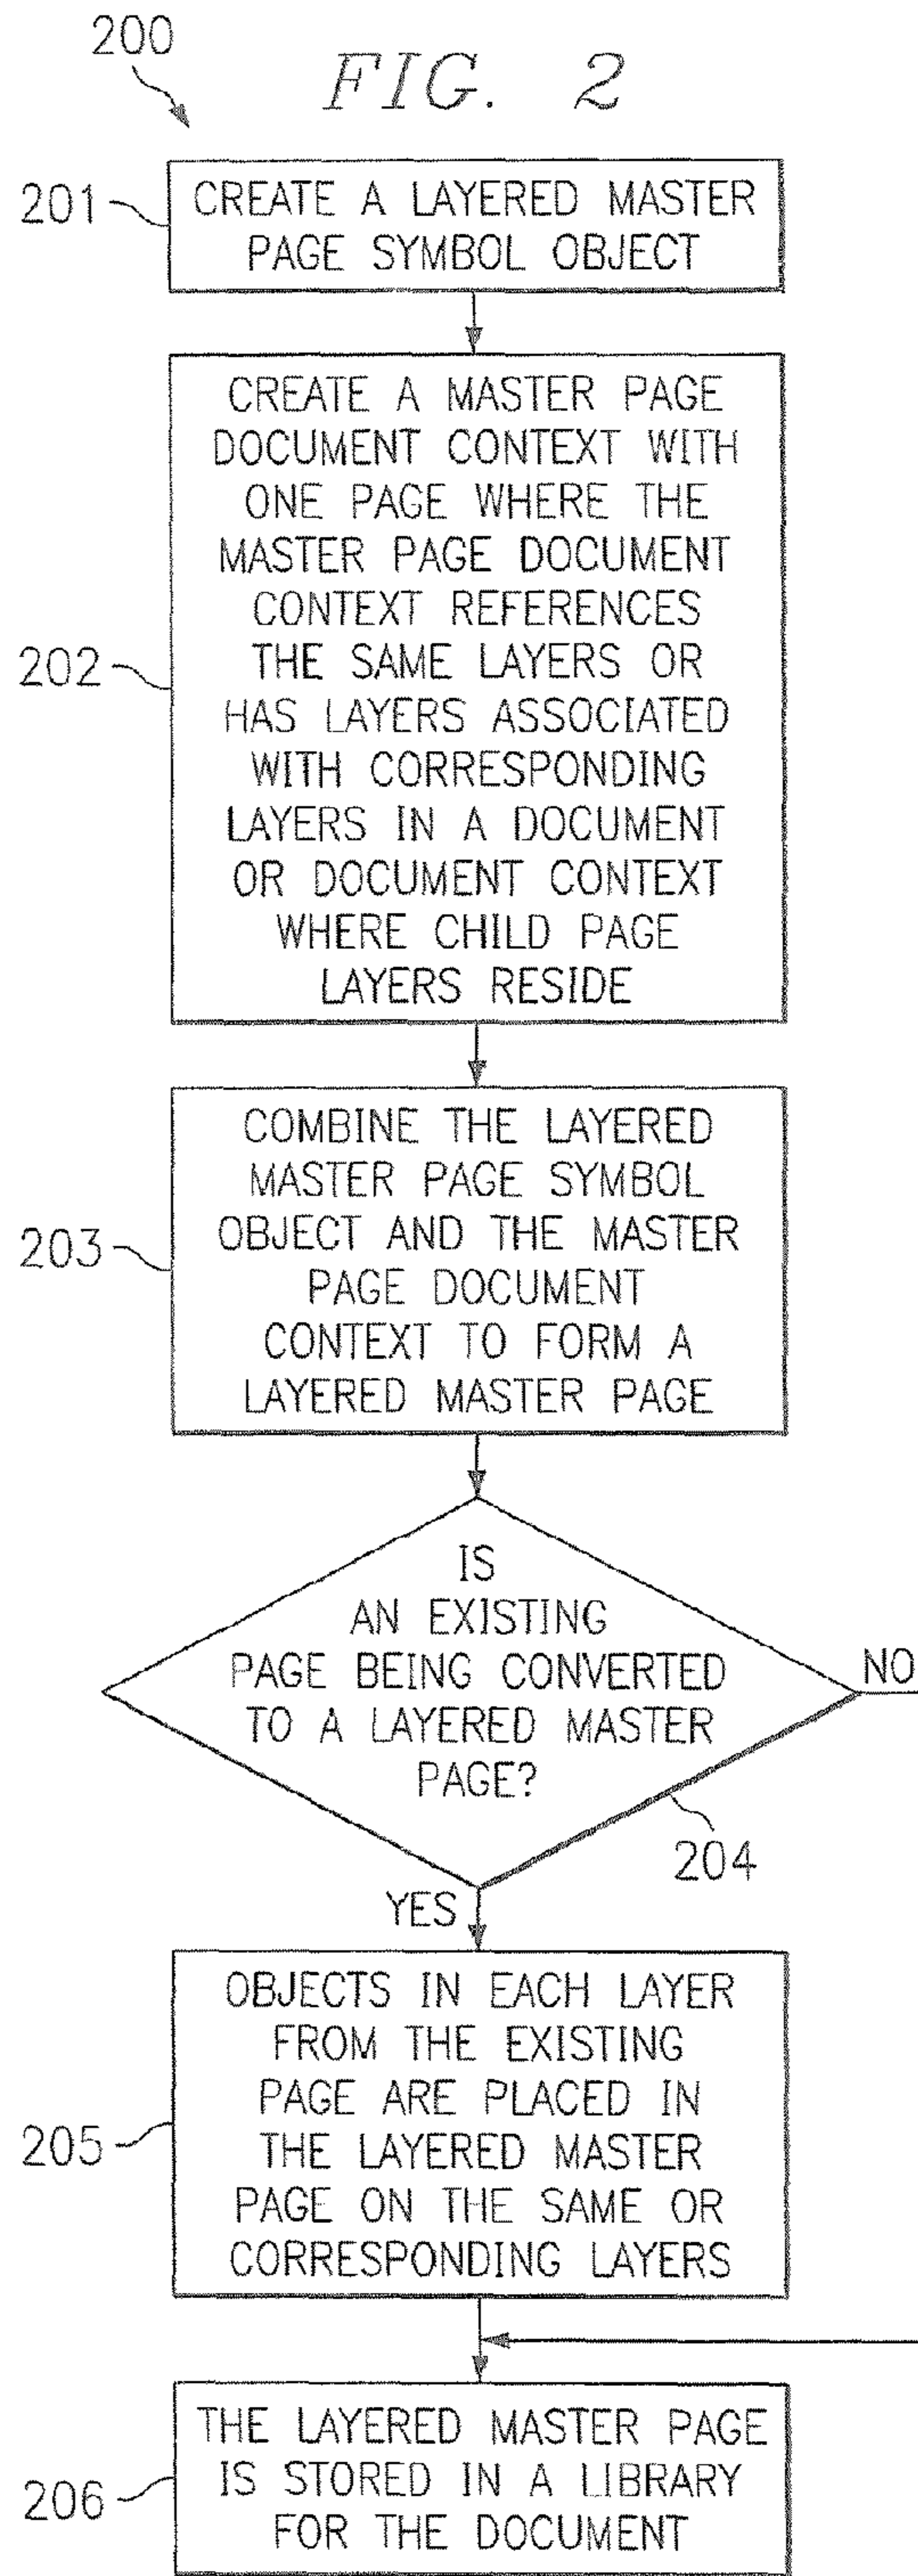 200
FIG. 2
201
CREATE A LAYERED MASTER
PAGE SYMBOL OBJECT
202
CREATE A MASTER PAGE
DOCUMENT CONTEXT WITH
ONE PAGE WHERE THE
MASTER PAGE DOCUMENT
CONTEXT REFERENCES
THE SAME LAYERS OR
HAS LAYERS ASSOCIATED
WITH CORRESPONDING
LAYERS IN A DOCUMENT
OR DOCUMENT CONTEXT
WHERE CHILD PAGE
LAYERS RESIDE
203
COMBINE THE LAYERED
MASTER PAGE SYMBOL
OBJECT AND THE MASTER
PAGE DOCUMENT
CONTEXT TO FORM A
LAYERED MASTER PAGE
IS
AN EXISTING
PAGE BEING CONVERTED
TO A LAYERED MASTER
PAGE?
NO
204
YES
205
OBJECTS IN EACH LAYER
FROM THE EXISTING
PAGE ARE PLACED IN
THE LAYERED MASTER
PAGE ON THE SAME OR
CORRESPONDING LAYERS
206
THE LAYERED MASTER PAGE
IS STORED IN A LIBRARY
FOR THE DOCUMENT